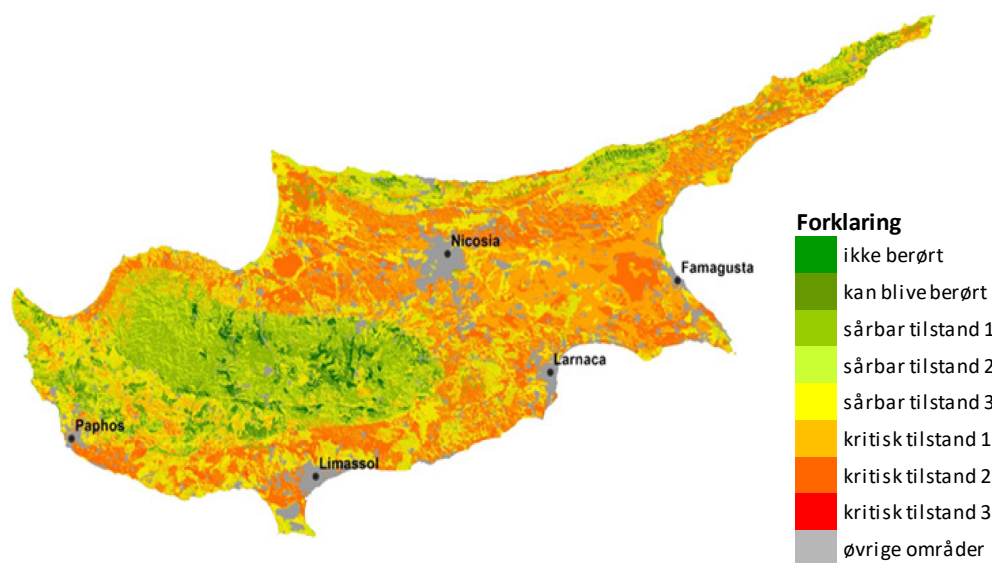 Nicosia
Famagusta
Larnaca
Paphos
Limassol
Forklaring
ikke berørt
kan blive berørt
sårbar tilstand 1
sårbar tilstand 2
sårbar tilstand 3
kritisk tilstand 1
kritisk tilstand 2
kritisk tilstand 3
øvrige områder